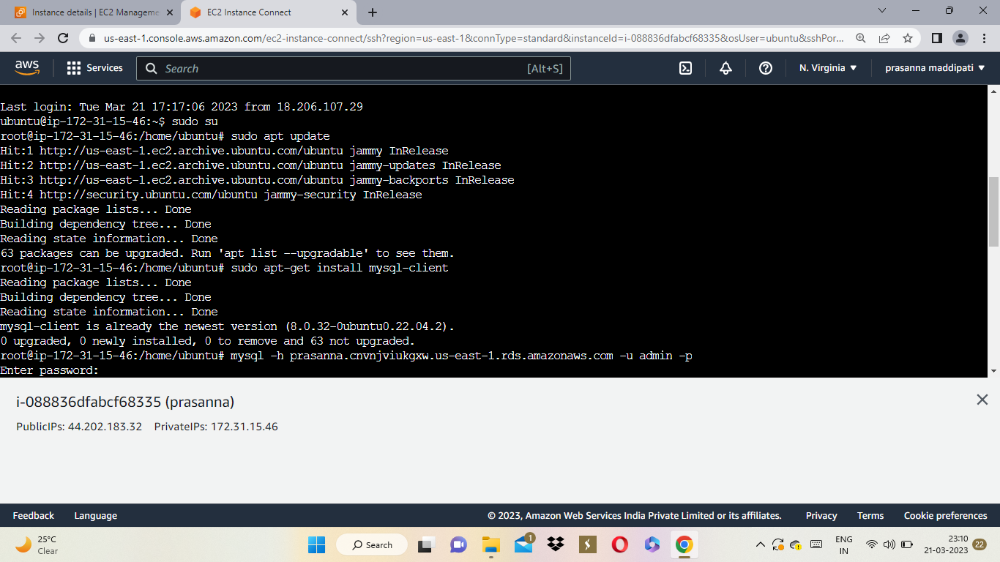 Instance details | EC2 Manageme
EC2 Instance Connect
us-east-1.console.aws.amazon.com/ec2-instance-connect/ssh?region=us-east-1&connType=standard&instanceId=i-088836dfabcf68335&osUser=ubuntu&sshPor...
aws
Services
Search
[Alt+S]
N. Virginia
prasanna maddipati
Last login: Tue Mar 21 17:17:06 2023 from 18.206.107.29
ubuntu@ip-172-31-15-46:~$ sudo su
root@ip-172-31-15-46:/home/ubuntu# sudo apt update
Hit:1 http://us-east-1.ec2.archive.ubuntu.com/ubuntu jammy InRelease
Hit:2 http://us-east-1.ec2.archive.ubuntu.com/ubuntu jammy-updates InRelease
Hit:3 http://us-east-1.ec2.archive.ubuntu.com/ubuntu jammy-backports InRelease
Hit:4 http://security.ubuntu.com/ubuntu jammy-security InRelease
Reading package lists... Done
Building dependency tree... Done
Reading state information... Done
63 packages can be upgraded. Run 'apt list --upgradable' to see them.
root@ip-172-31-15-46:/home/ubuntu# sudo apt-get install mysql-client
Reading package lists... Done
Building dependency tree... Done
Reading state information... Done
mysql-client is already the newest version (8.0.32-0ubuntu0.22.04.2).
0 upgraded, 0 newly installed, 0 to remove and 63 not upgraded.
root@ip-172-31-15-46:/home/ubuntu# mysql -h prasanna.cnvnjviukgxw.us-east-1.rds.amazonaws.com -u admin -p
Enter password:
i-088836dfabcf68335 (prasanna)
PublicIPs: 44.202.183.32 PrivateIPs: 172.31.15.46
Feedback
Language
© 2023, Amazon Web Services India Private Limited or its affiliates.
Privacy
Terms
Cookie preferences
25°C
Clear
Search
1
ENG
IN
23:10
21-03-2023
22